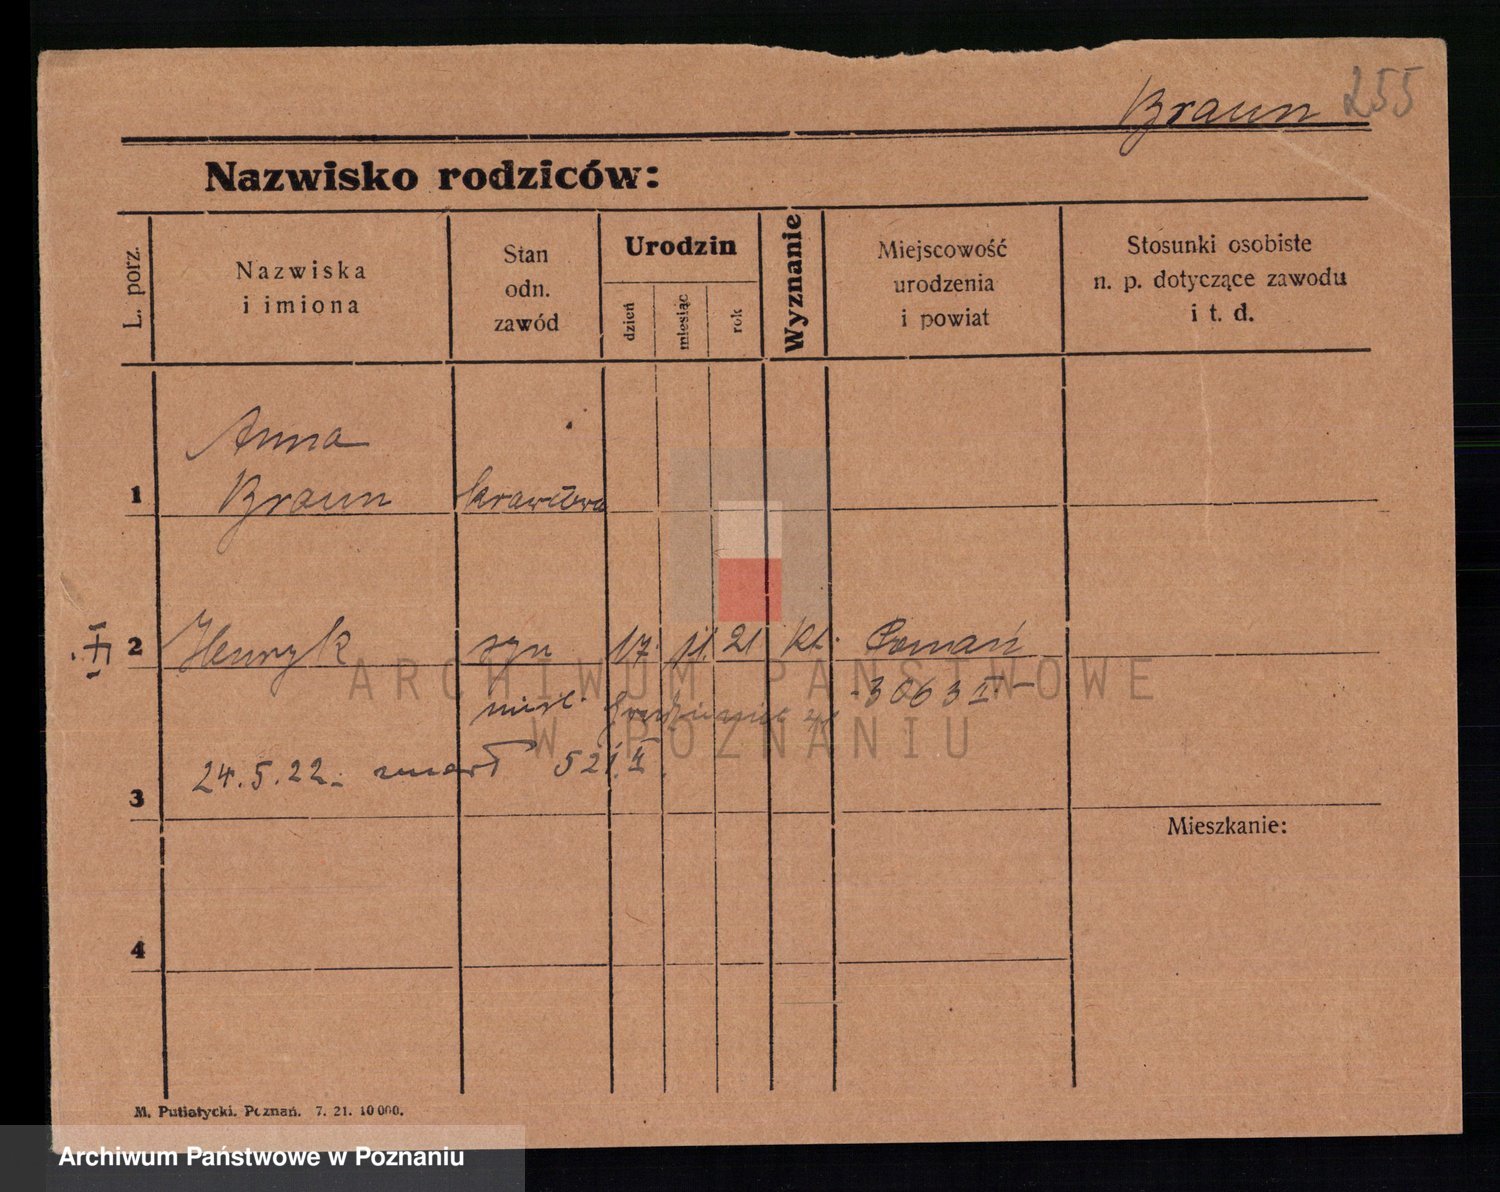 Braun 255
Nazwisko rodziców:
L. porz.
Nazwiska
i imiona
Stan
odn.
zawód
Urodzin
dzień
miesiąc
rok
Wyznanie
Miejscowość
urodzenia
i powiat
Stosunki osobiste
n. p. dotyczące zawodu
i t. d.
Anna
1 Braun krawcowa
2 Henryk syn 17. 11. 21. kt. Poznań
3063 II.
24.5.22. zmarł 521. II.
3
Mieszkanie:
4
M. Putiatycki. Poznań. 7. 21. 10 000.
ARCHIWUM PAŃSTWOWE
W POZNANIU
Archiwum Państwowe w Poznaniu